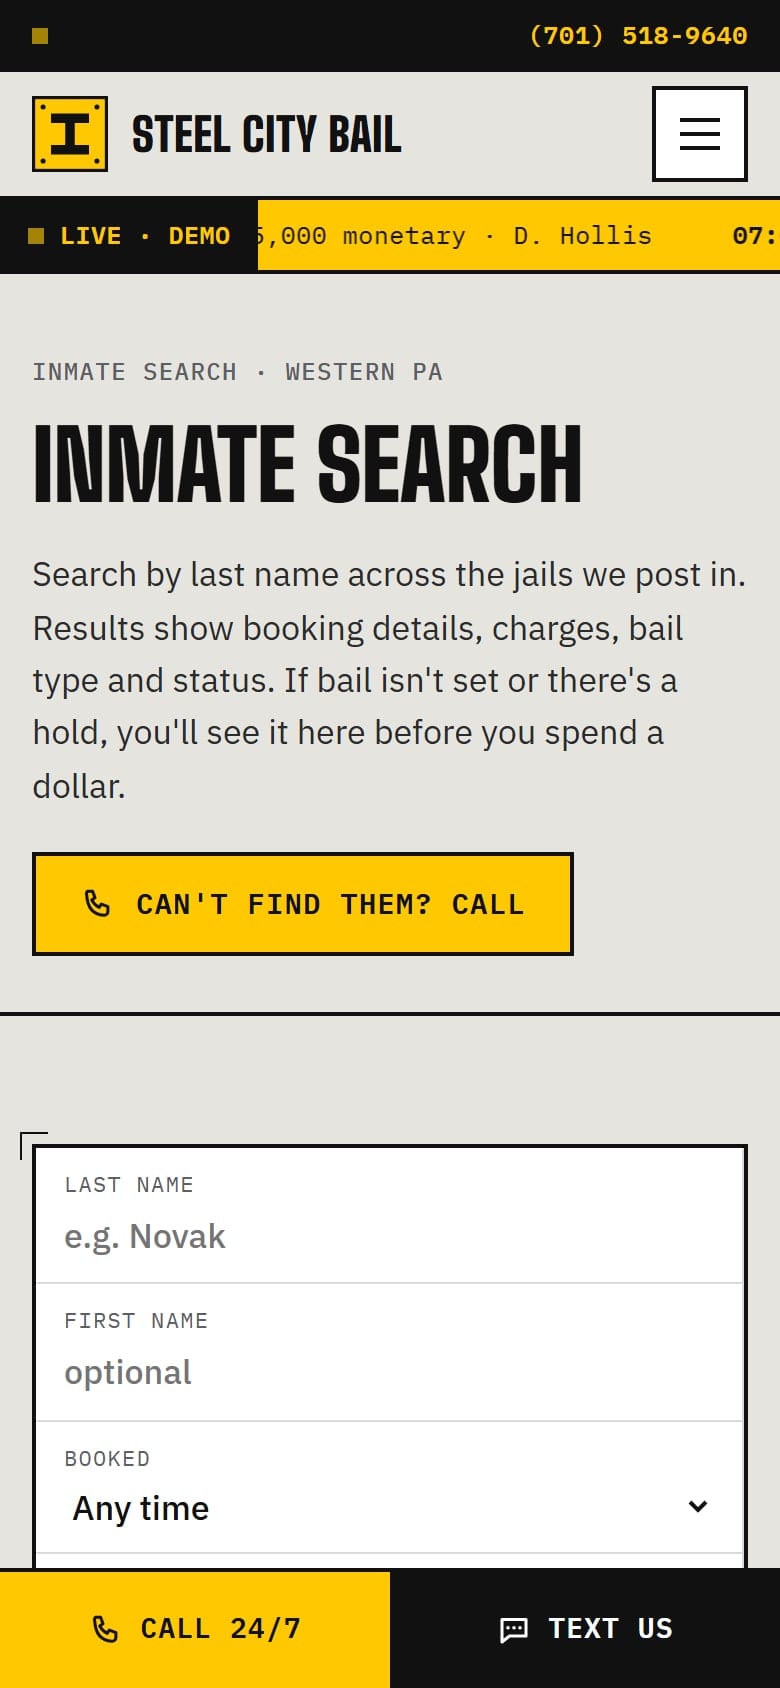 (701) 518-9640
STEEL CITY BAIL
LIVE · DEMO
5,000 monetary · D. Hollis
07:
INMATE SEARCH · WESTERN PA
INMATE SEARCH
Search by last name across the jails we post in.
Results show booking details, charges, bail
type and status. If bail isn't set or there's a
hold, you'll see it here before you spend a
dollar.
CAN'T FIND THEM? CALL
LAST NAME
e.g. Novak
FIRST NAME
optional
BOOKED
Any time
CALL 24/7
TEXT US